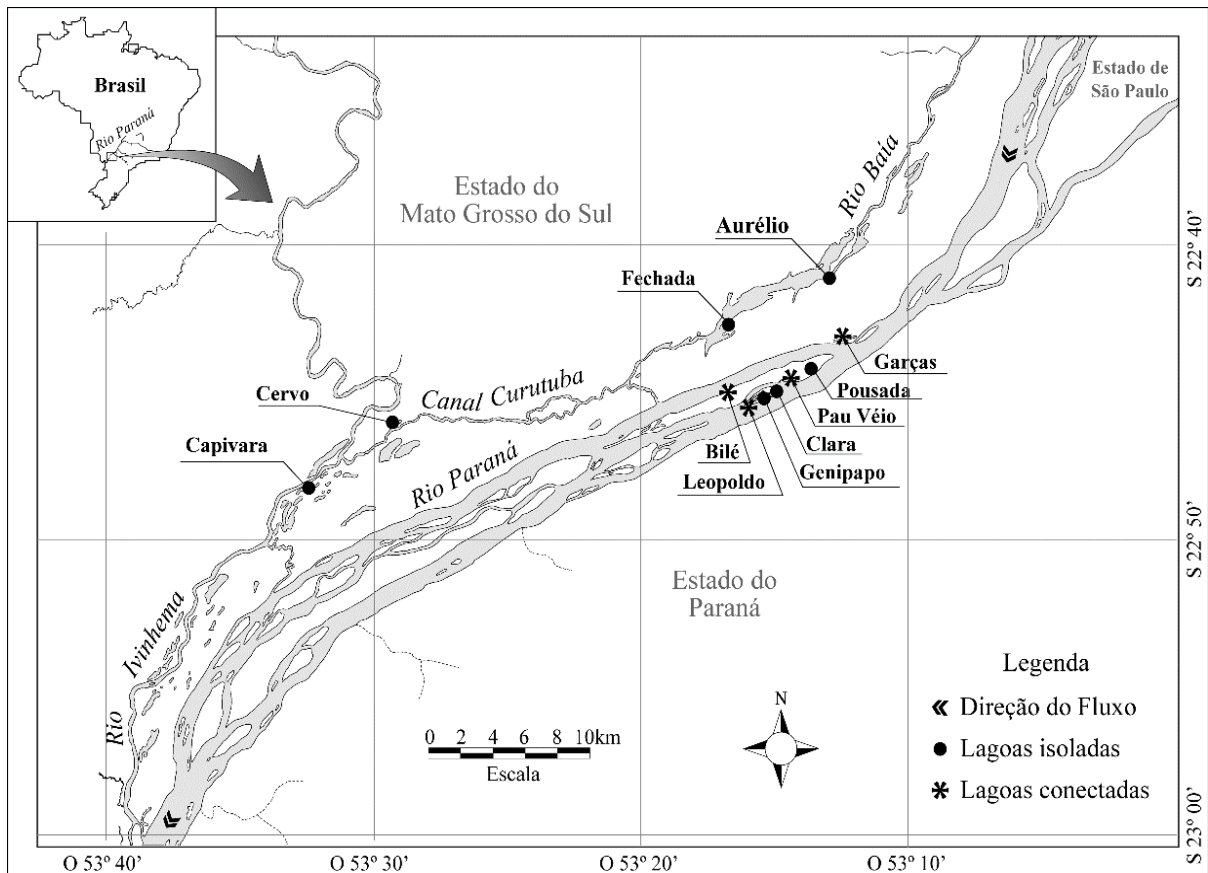 Brasil
Rio Paraná
Estado de
São Paulo
Estado do
Mato Grosso do Sul
Rio Baía
Aurélio
Fechada
Garças
Pousada
Pau Véio
Clara
Genipapo
Bilé
Leopoldo
Cervo
Canal Curutuba
Capivara
Rio Paraná
Rio Ivinhema
Estado do
Paraná
Legenda
Direção do Fluxo
Lagoas isoladas
Lagoas conectadas
N
0 2 4 6 8 10km
Escala
S 22° 40'
S 22° 50'
S 23° 00'
O 53° 40' O 53° 30' O 53° 20' O 53° 10'